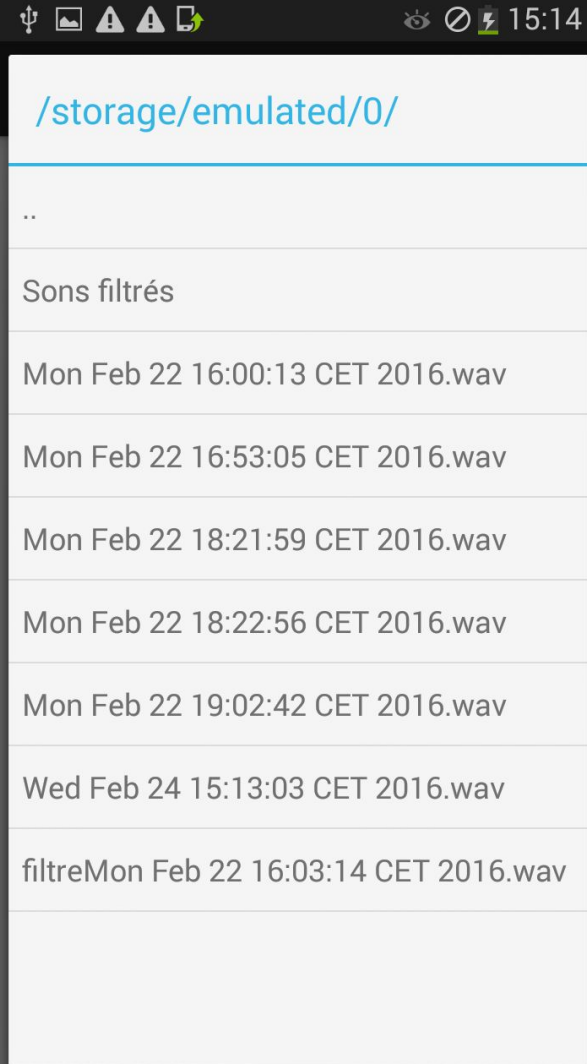 15:14
/storage/emulated/0/
..
Sons filtrés
Mon Feb 22 16:00:13 CET 2016.wav
Mon Feb 22 16:53:05 CET 2016.wav
Mon Feb 22 18:21:59 CET 2016.wav
Mon Feb 22 18:22:56 CET 2016.wav
Mon Feb 22 19:02:42 CET 2016.wav
Wed Feb 24 15:13:03 CET 2016.wav
filtreMon Feb 22 16:03:14 CET 2016.wav